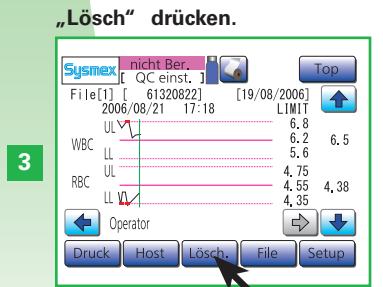 „Lösch“ drücken.
Sysmex nicht Ber. Top
[ QC einst. ]
File[1] [ 61320822] [19/08/2006]
2006/08/21 17:18 LIMIT
UL 6.8
WBC 6.2 6.5
LL 5.6
3
UL 4.75
RBC 4.55 4.38
LL 4.35
Operator
Druck Host Lösch. File Setup